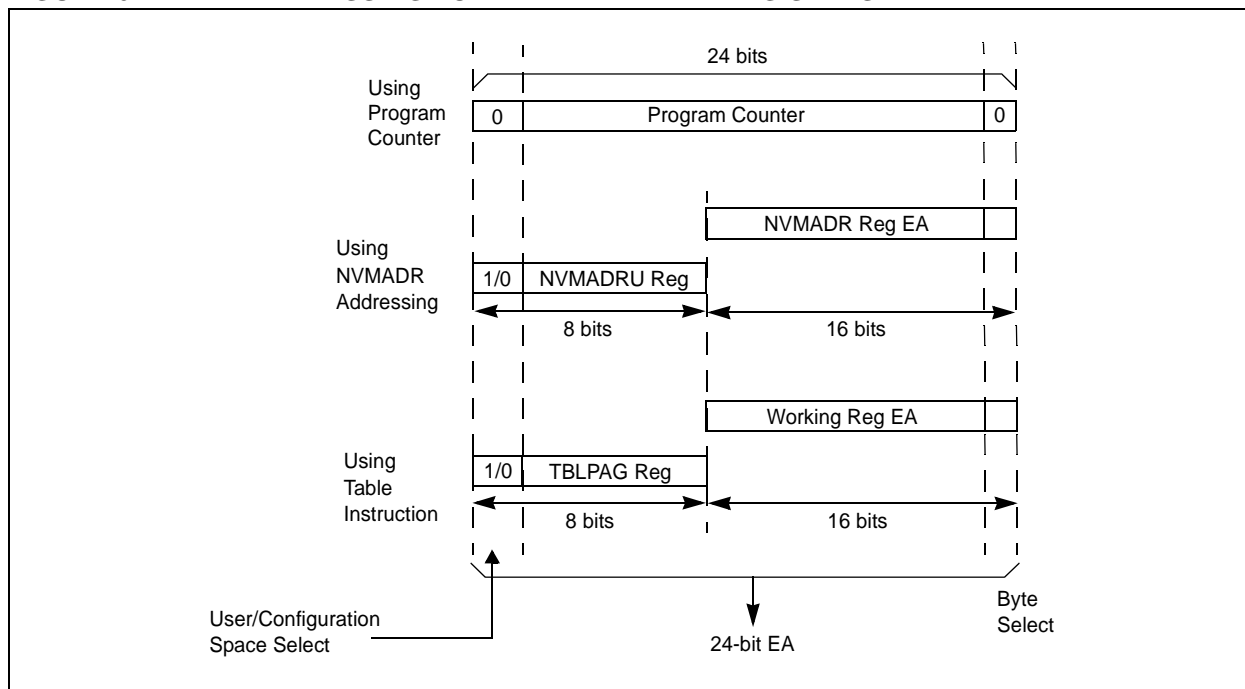 24 bits
Using
Program
Counter
0
Program Counter
0
NVMADR Reg EA
Using
NVMADR
Addressing
1/0
NVMADRU Reg
8 bits
16 bits
Working Reg EA
Using
Table
Instruction
1/0
TBLPAG Reg
8 bits
16 bits
User/Configuration
Space Select
24-bit EA
Byte
Select